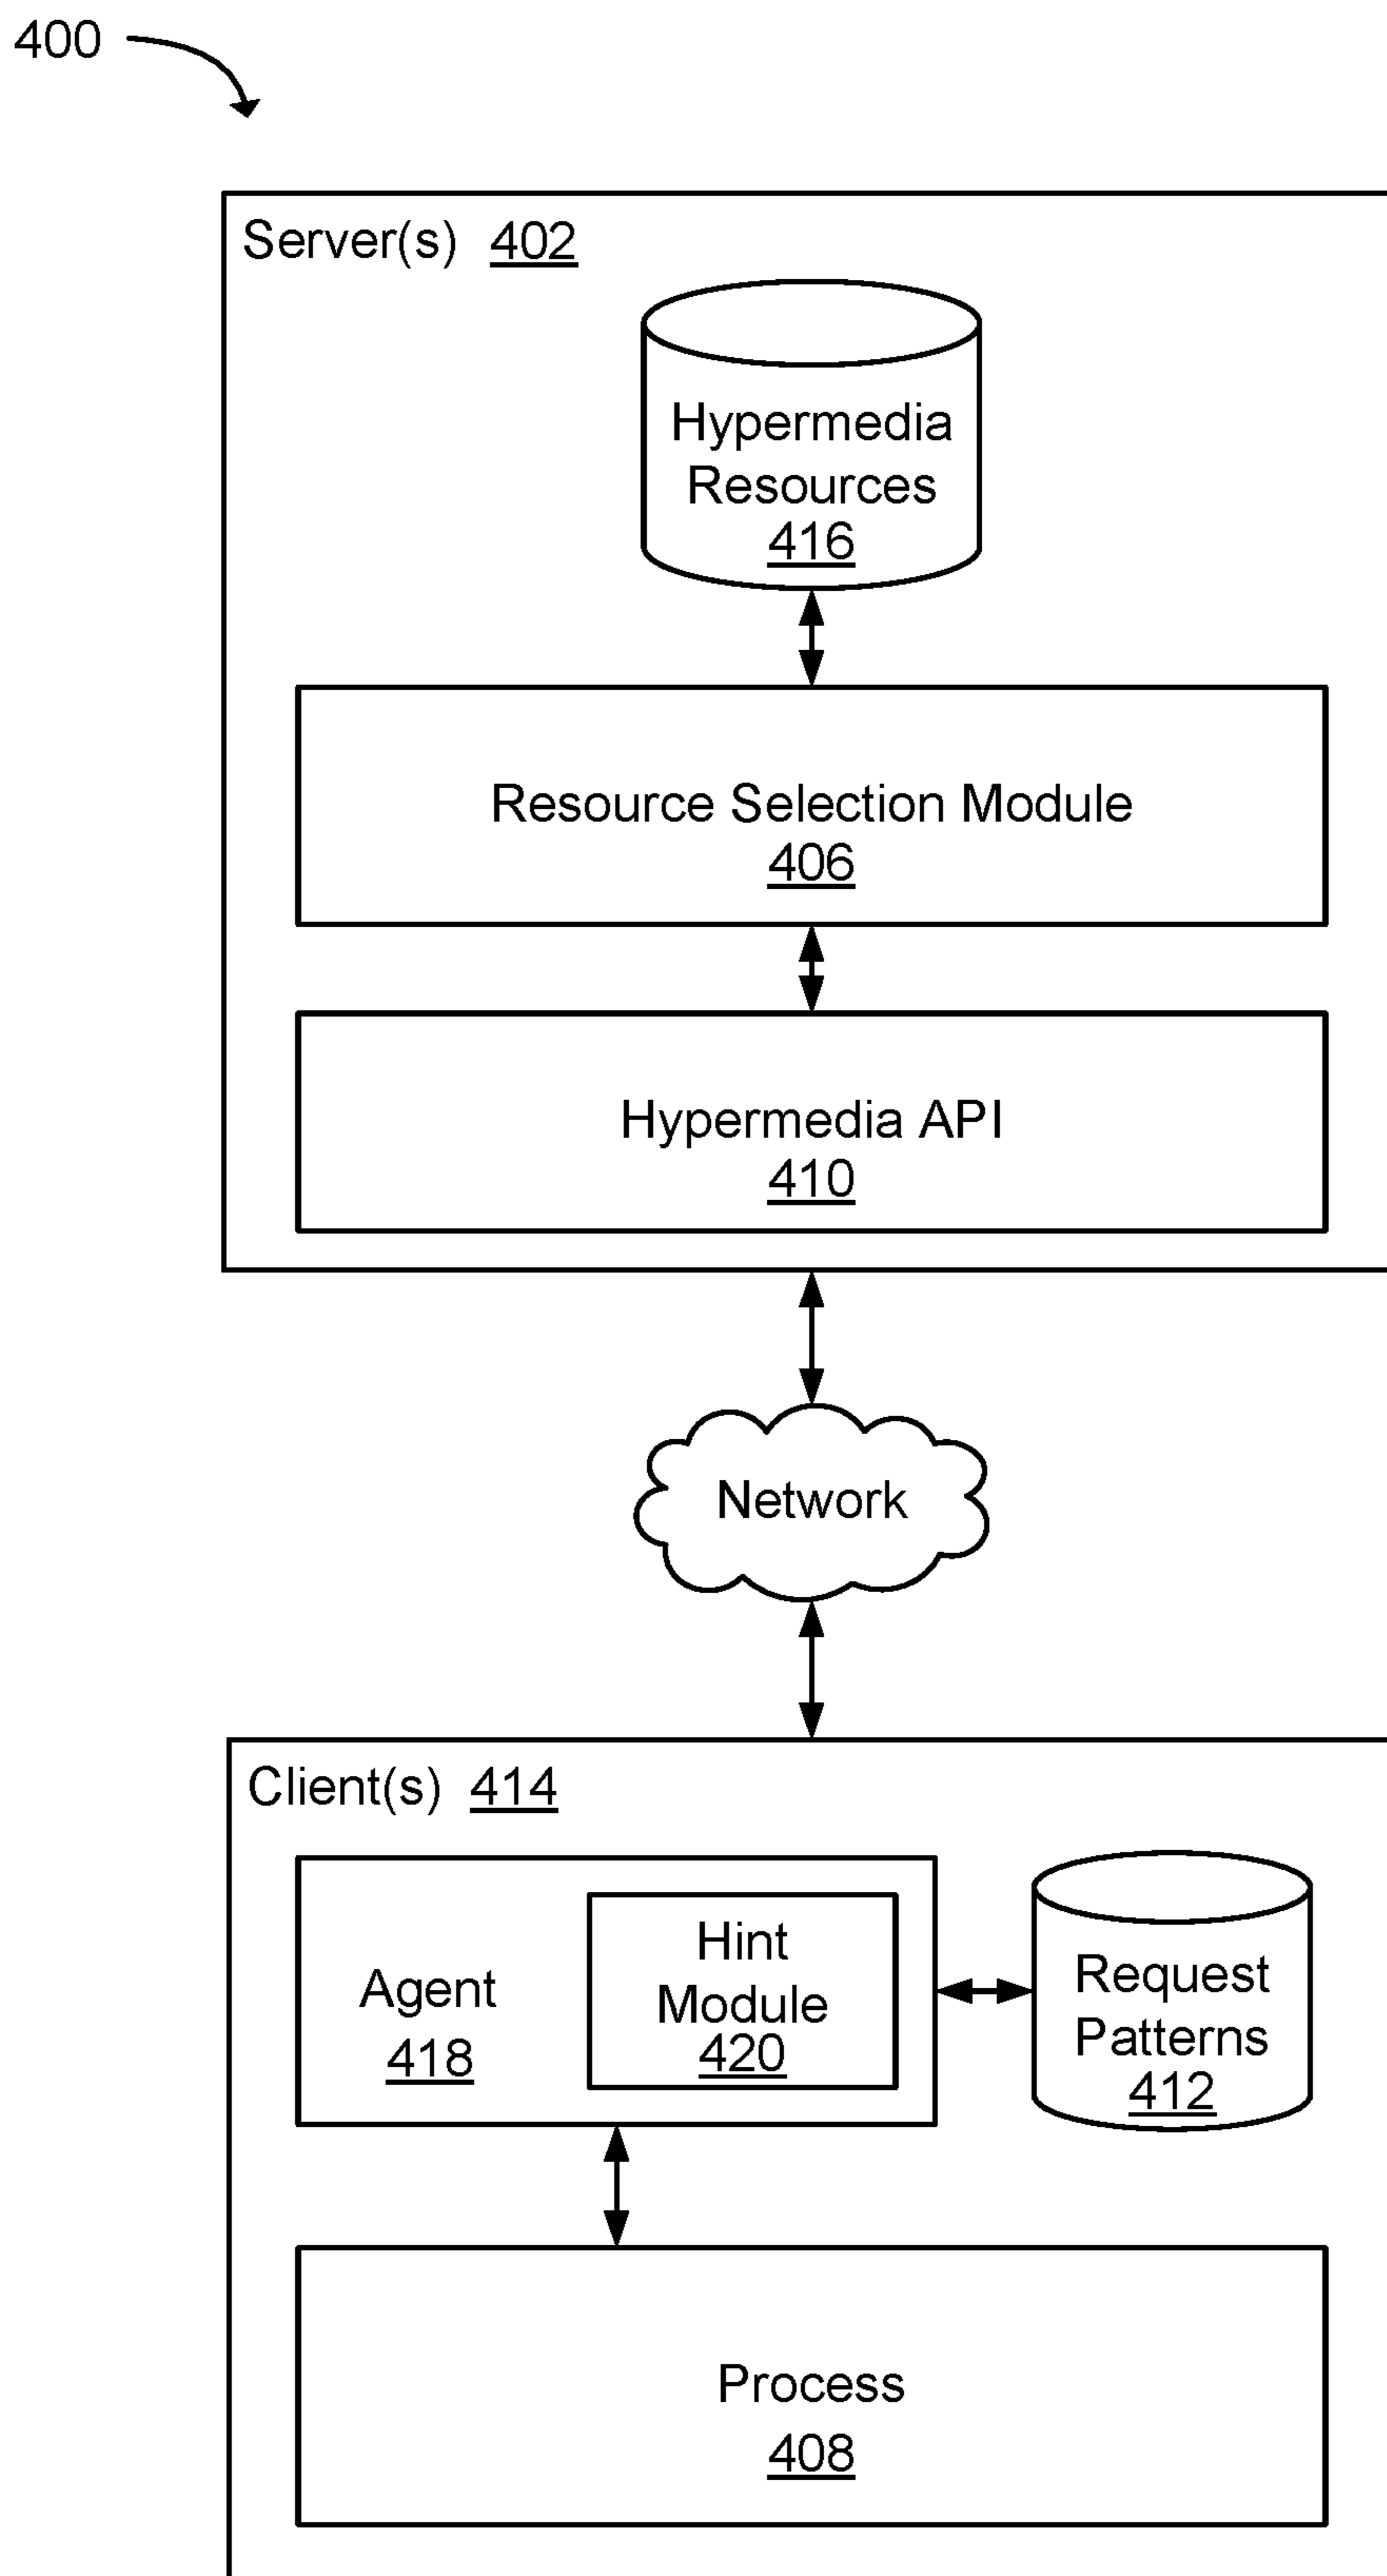 400
Server(s) 402
Hypermedia
Resources
416
Resource Selection Module
406
Hypermedia API
410
Network
Client(s) 414
Agent
418
Hint
Module
420
Request
Patterns
412
Process
408